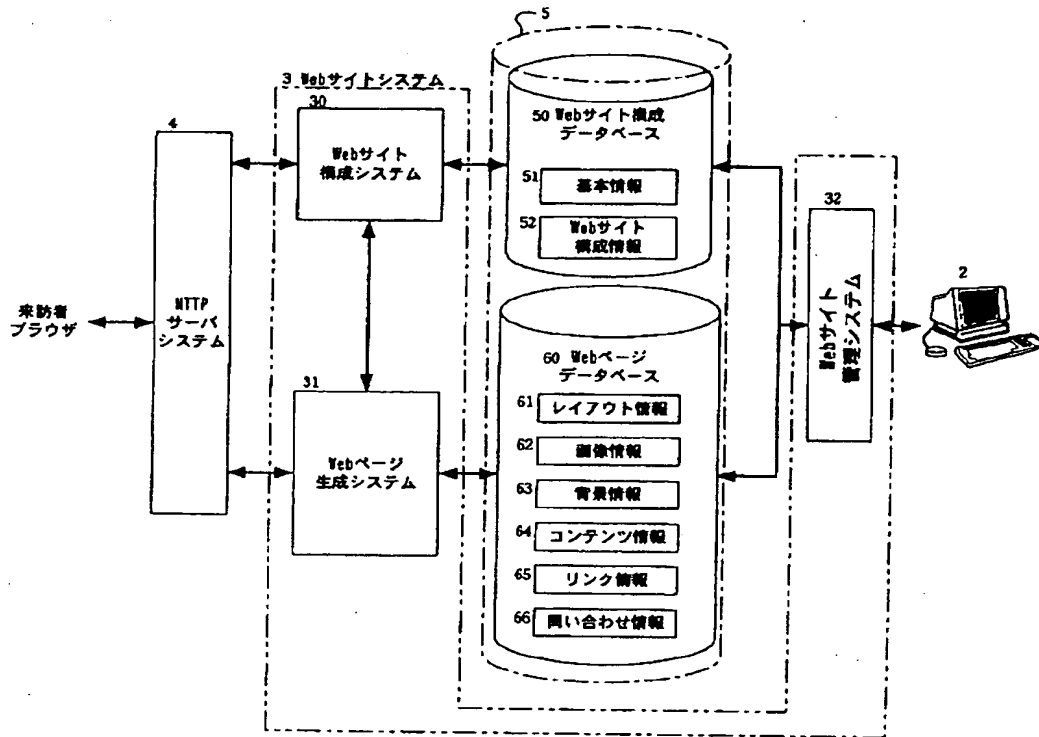 5
3 Webサイトシステム
30
4
Webサイト
構成システム
50 Webサイト構成
データベース
51
基本情報
52
Webサイト
構成情報
32
Webサイト
管理システム
2
来訪者
ブラウザ
HTTP
サーバ
システム
31
Webページ
生成システム
60 Webページ
データベース
61
レイアウト情報
62
画像情報
63
背景情報
64
コンテンツ情報
65
リンク情報
66
問い合わせ情報